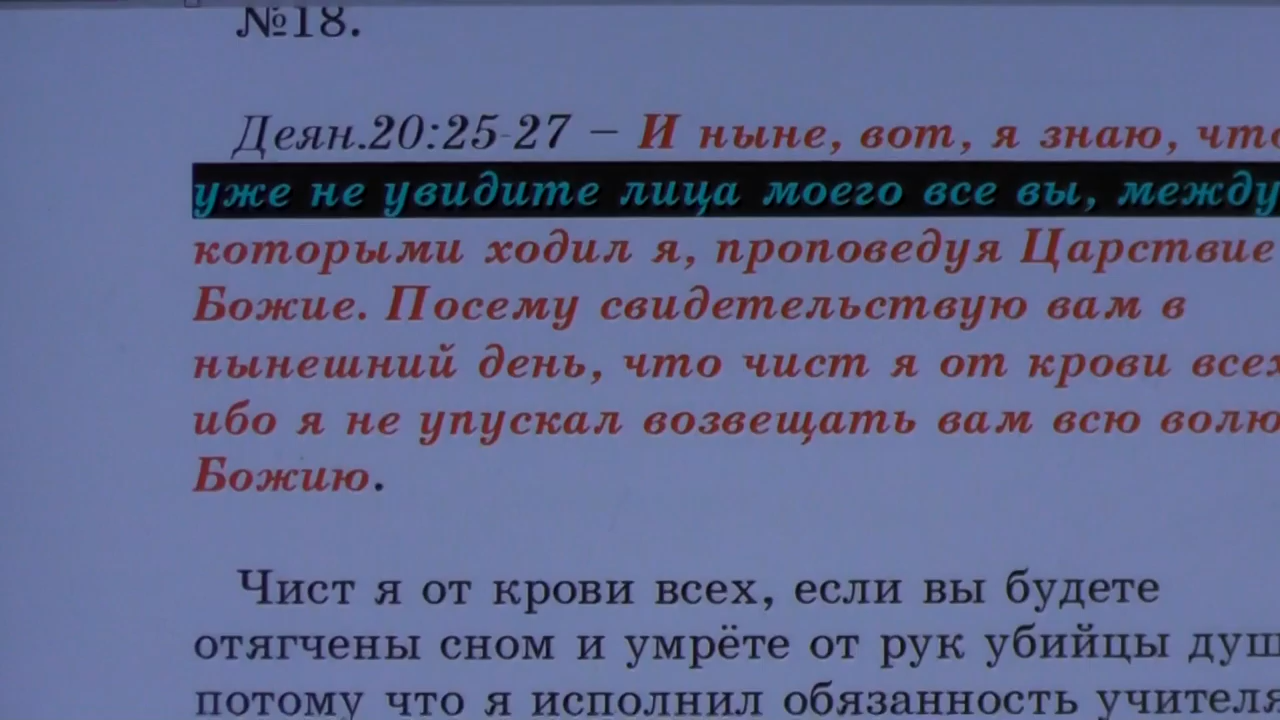 №18.
Деян.20:25-27 – И ныне, вот, я знаю, что
уже не увидите лица моего все вы, между
которыми ходил я, проповедуя Царствие
Божие. Посему свидетельствую вам в
нынешний день, что чист я от крови всех
ибо я не упускал возвещать вам всю волю
Божию.
Чист я от крови всех, если вы будете
отягчены сном и умрёте от рук убийцы душ
потому что я исполнил обязанность учителя